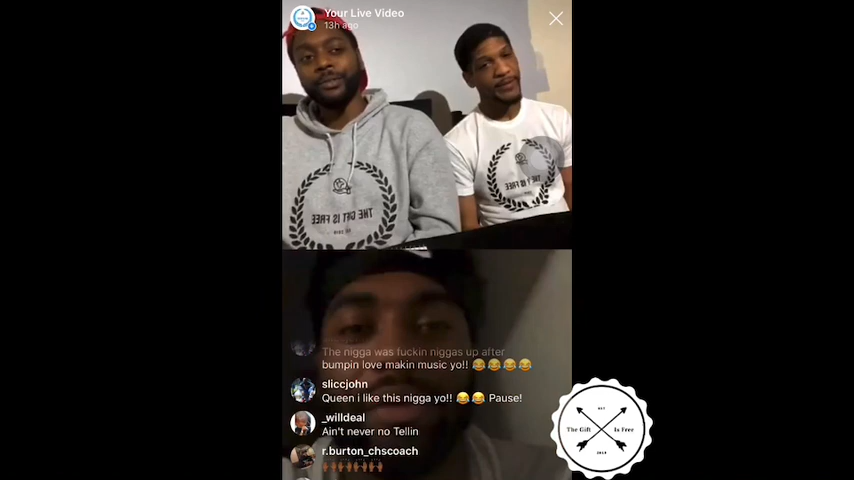 Your Live Video
13h ago
THE GIFT IS
FREE
THE GIFT IS FREE
The nigga was fuckin niggas up after
bumpin love makin music yo!! 😂😂😂😂
sliccjohn
Queen i like this nigga yo!! 😂😂 Pause!
_willdeal
Ain't never no Tellin
r.burton_chscoach
🙌🏾🙌🏾🙌🏾🙌🏾
EST
The Gift Is Free
2018